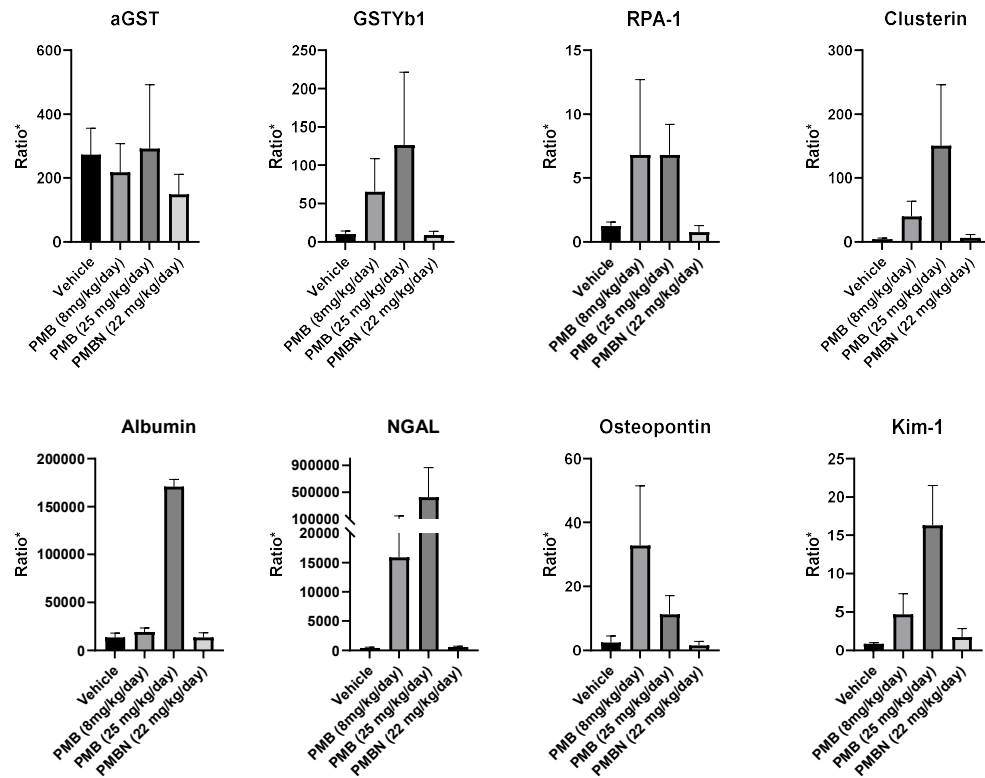 aGST
600
400
200
0
Ratio*
Vehicle
PMB (8mg/kg/day)
PMB (25 mg/kg/day)
PMBN (22 mg/kg/day)
GSTYb1
250
200
150
100
50
0
Ratio*
Vehicle
PMB (8mg/kg/day)
PMB (25 mg/kg/day)
PMBN (22 mg/kg/day)
RPA-1
15
10
5
0
Ratio*
Vehicle
PMB (8mg/kg/day)
PMB (25 mg/kg/day)
PMBN (22 mg/kg/day)
Clusterin
300
200
100
0
Ratio*
Vehicle
PMB (8mg/kg/day)
PMB (25 mg/kg/day)
PMBN (22 mg/kg/day)
Albumin
200000
150000
100000
50000
0
Ratio*
Vehicle
PMB (8mg/kg/day)
PMB (25 mg/kg/day)
PMBN (22 mg/kg/day)
NGAL
900000
500000
100000
20000
15000
10000
5000
0
Ratio*
Vehicle
PMB (8mg/kg/day)
PMB (25 mg/kg/day)
PMBN (22 mg/kg/day)
Osteopontin
60
40
20
0
Ratio*
Vehicle
PMB (8mg/kg/day)
PMB (25 mg/kg/day)
PMBN (22 mg/kg/day)
Kim-1
25
20
15
10
5
0
Ratio*
Vehicle
PMB (8mg/kg/day)
PMB (25 mg/kg/day)
PMBN (22 mg/kg/day)